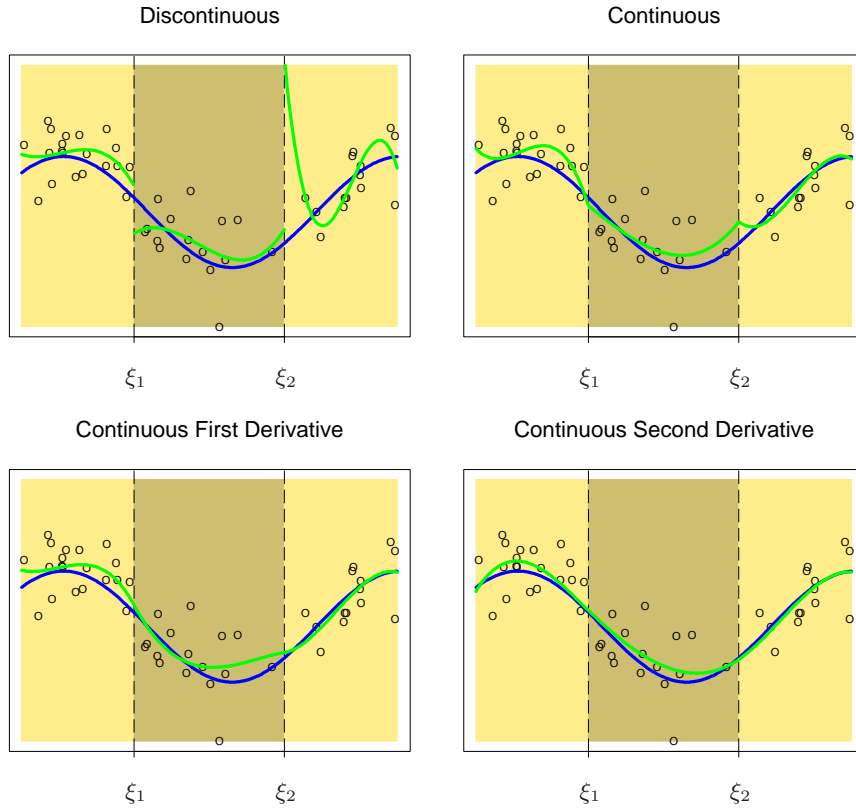 Discontinuous
Continuous
ξ1
ξ2
ξ1
ξ2
Continuous First Derivative
Continuous Second Derivative
ξ1
ξ2
ξ1
ξ2